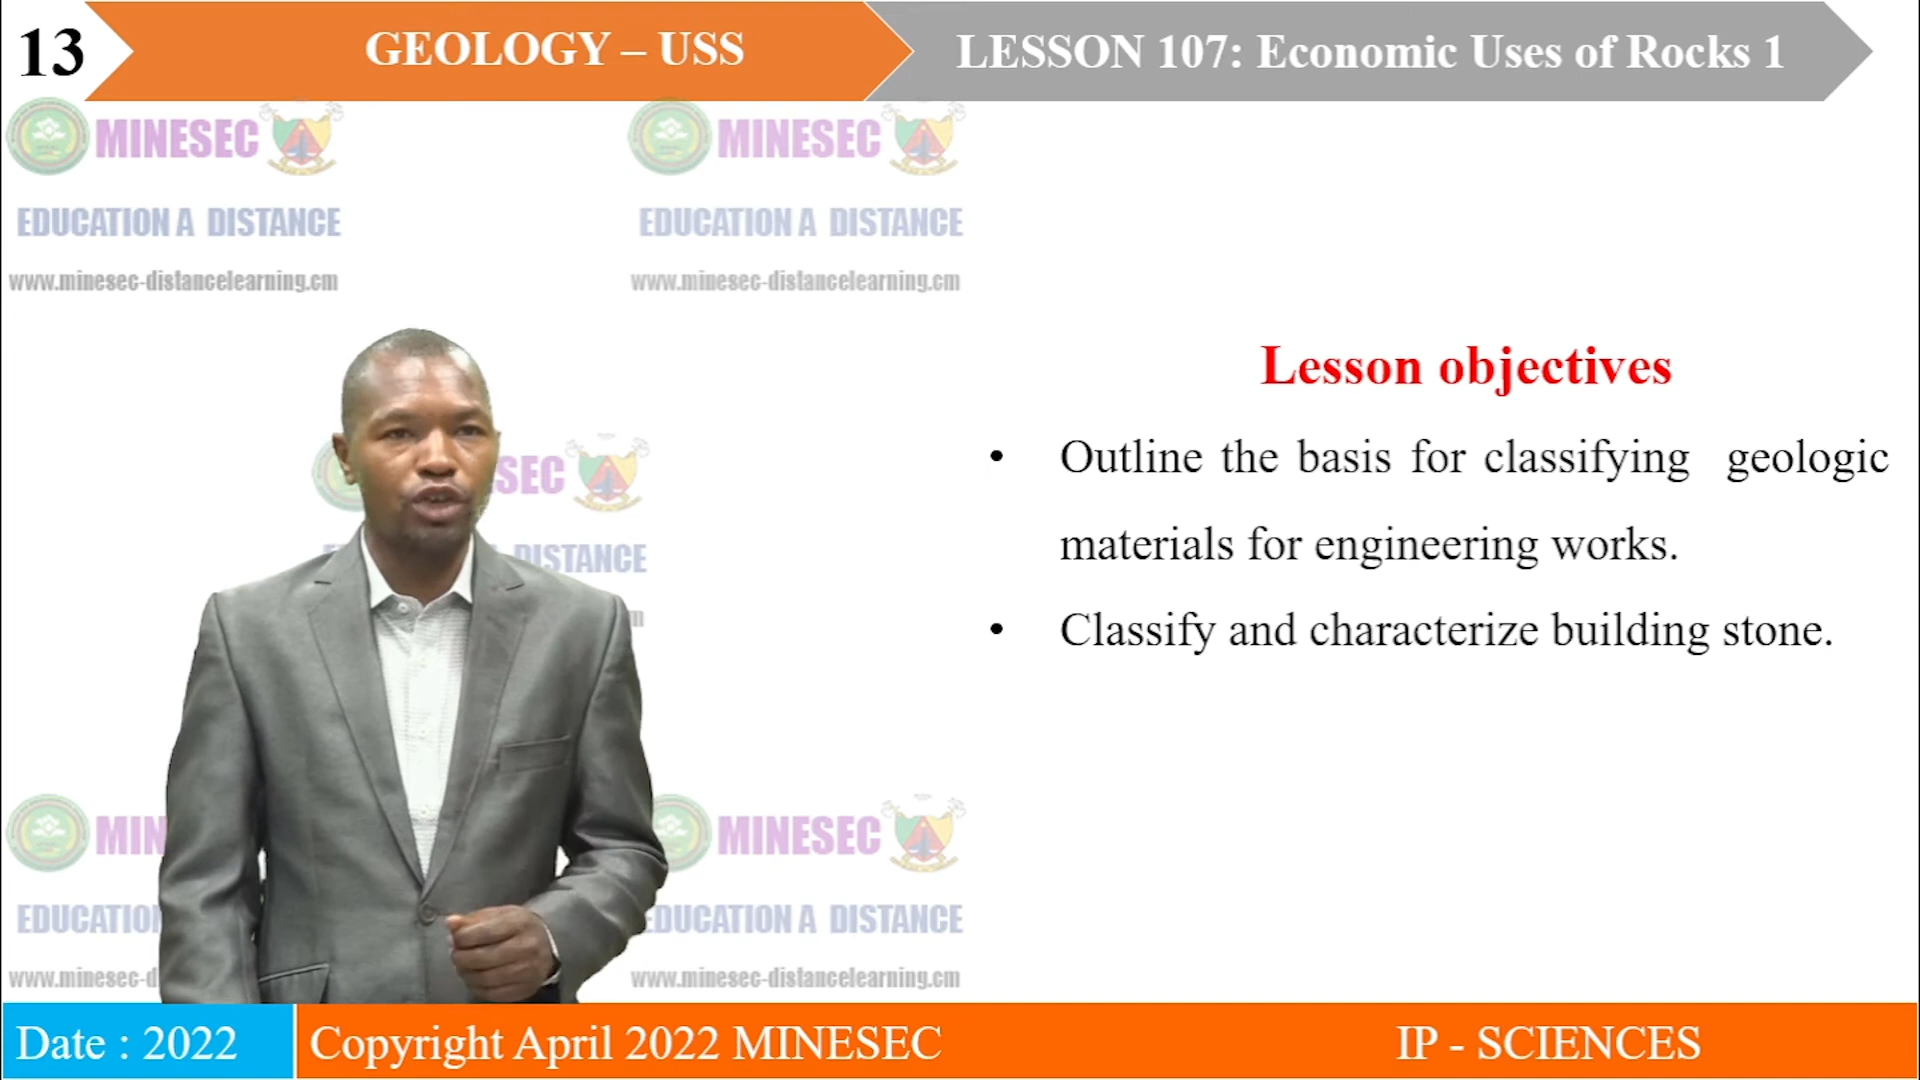 13
GEOLOGY – USS
LESSON 107: Economic Uses of Rocks 1
MINESEC
EDUCATION A DISTANCE
www.minesec-distancelearning.cm
MINESEC
EDUCATION A DISTANCE
www.minesec-distancelearning.cm
Lesson objectives
• Outline the basis for classifying geologic
materials for engineering works.
• Classify and characterize building stone.
SEC
DISTANCE
m
MIN
EDUCATIO
www.minesec-d
MINESEC
EDUCATION A DISTANCE
www.minesec-distancelearning.cm
Date : 2022
Copyright April 2022 MINESEC
IP - SCIENCES